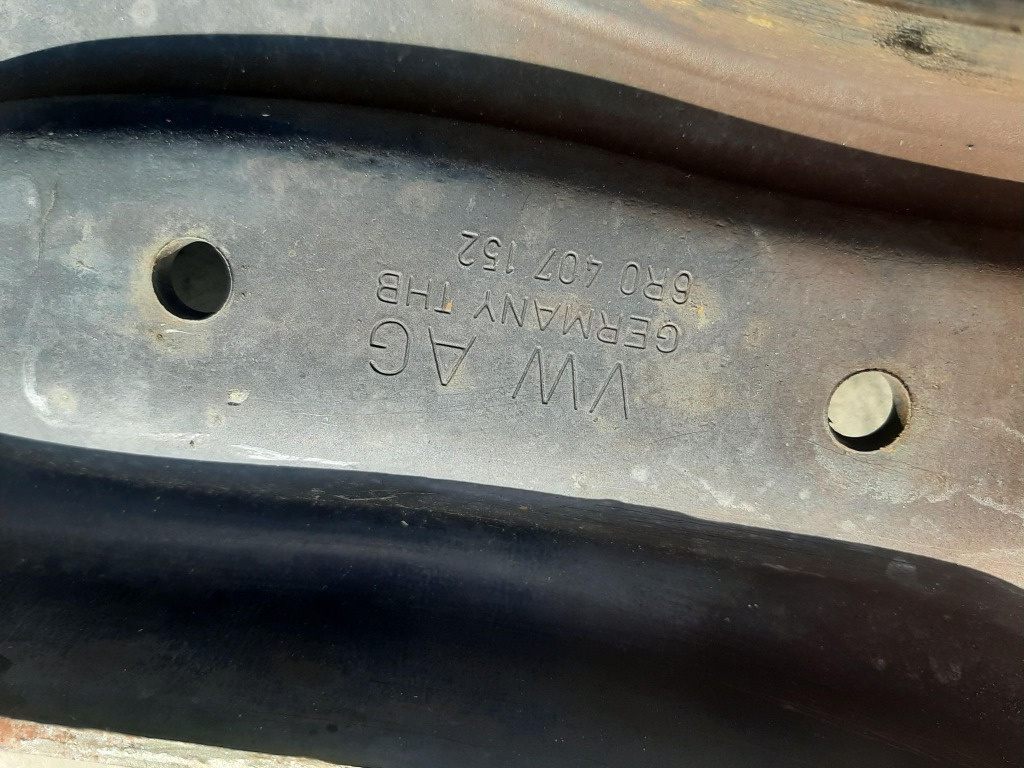 VW AG
GERMANY THB
6R0 407 152